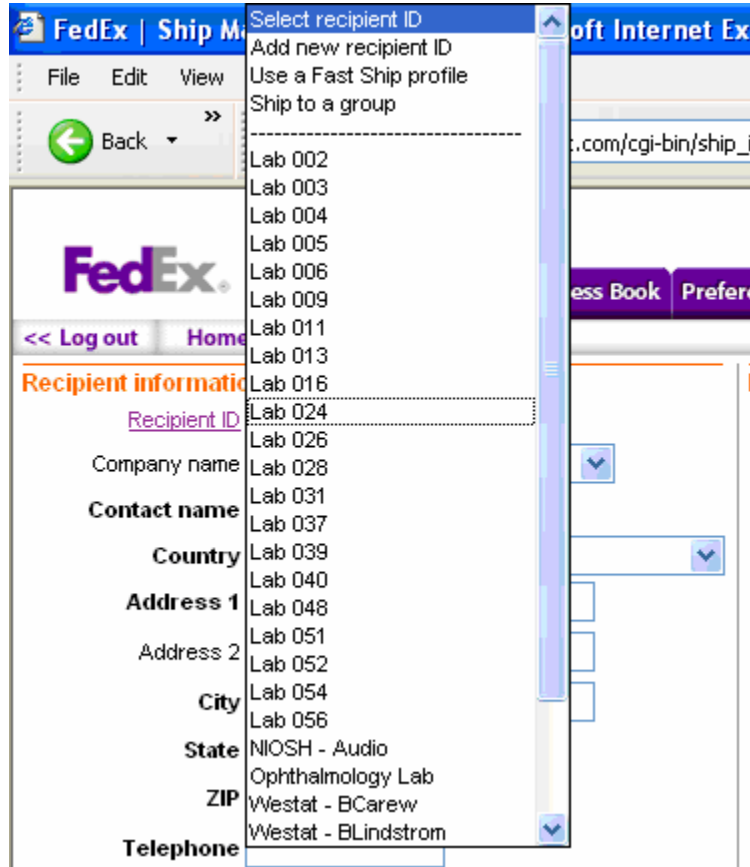 FedEx | Ship Ma
oft Internet Ex
File Edit View
Back
.com/cgi-bin/ship_i
FedEx®
ess Book Prefer
<< Log out Home
Select recipient ID
Add new recipient ID
Use a Fast Ship profile
Ship to a group
----------------------------------
Lab 002
Lab 003
Lab 004
Lab 005
Lab 006
Lab 009
Lab 011
Lab 013
Lab 016
Lab 024
Lab 026
Lab 028
Lab 031
Lab 037
Lab 039
Lab 040
Lab 048
Lab 051
Lab 052
Lab 054
Lab 056
NIOSH - Audio
Ophthalmology Lab
Westat - BCarew
Westat - BLindstrom
Recipient informatio
Recipient ID
Company name
Contact name
Country
Address 1
Address 2
City
State
ZIP
Telephone